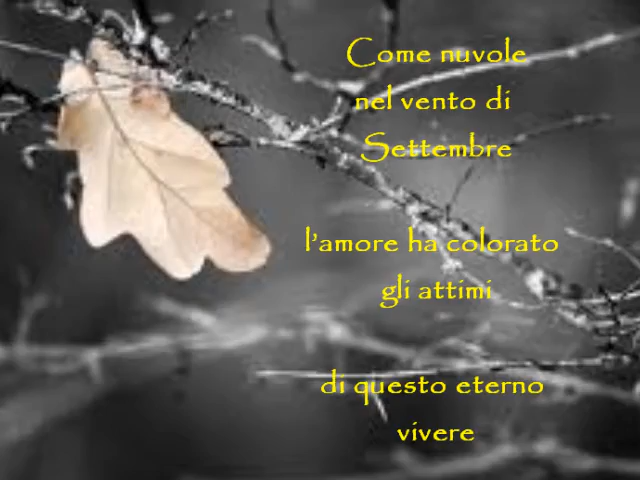 Come nuvole
nel vento di
Settembre
l'amore ha colorato
gli attimi
di questo eterno
vivere